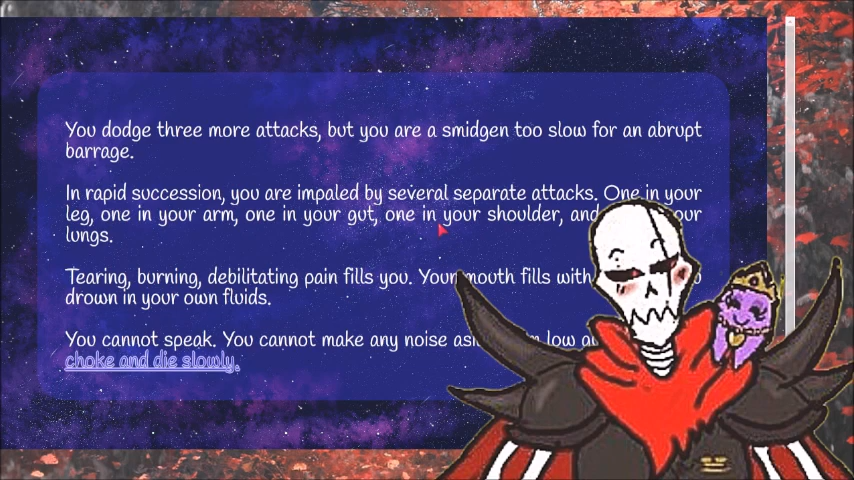 You dodge three more attacks, but you are a smidgen too slow for an abrupt
barrage.
In rapid succession, you are impaled by several separate attacks. One in your
leg, one in your arm, one in your gut, one in your shoulder, and your
lungs.
Tearing, burning, debilitating pain fills you. Your mouth fills with
drown in your own fluids.
You cannot speak. You cannot make any noise low
choke and die slowly.